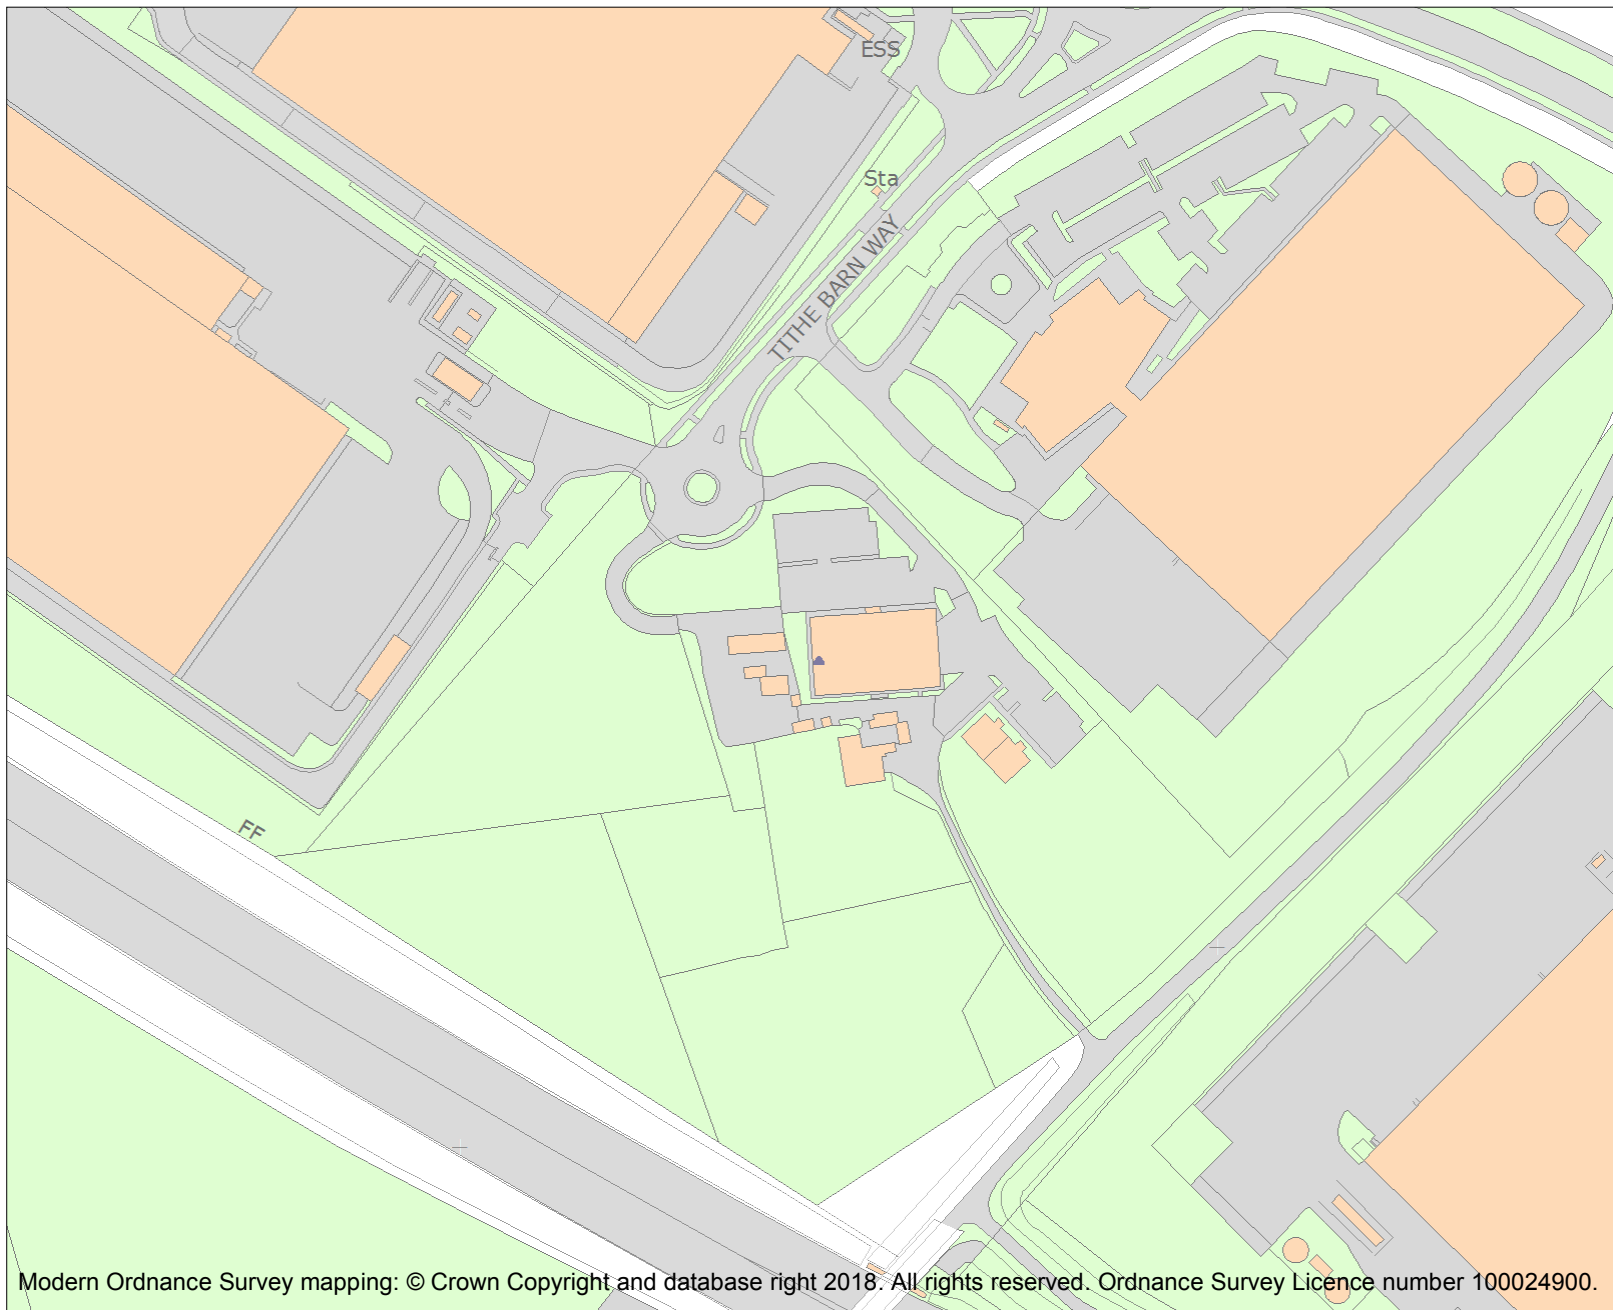 ESS
Sta
TITHE BARN WAY
FF
Modern Ordnance Survey mapping: © Crown Copyright and database right 2018. All rights reserved. Ordnance Survey Licence number 100024900.